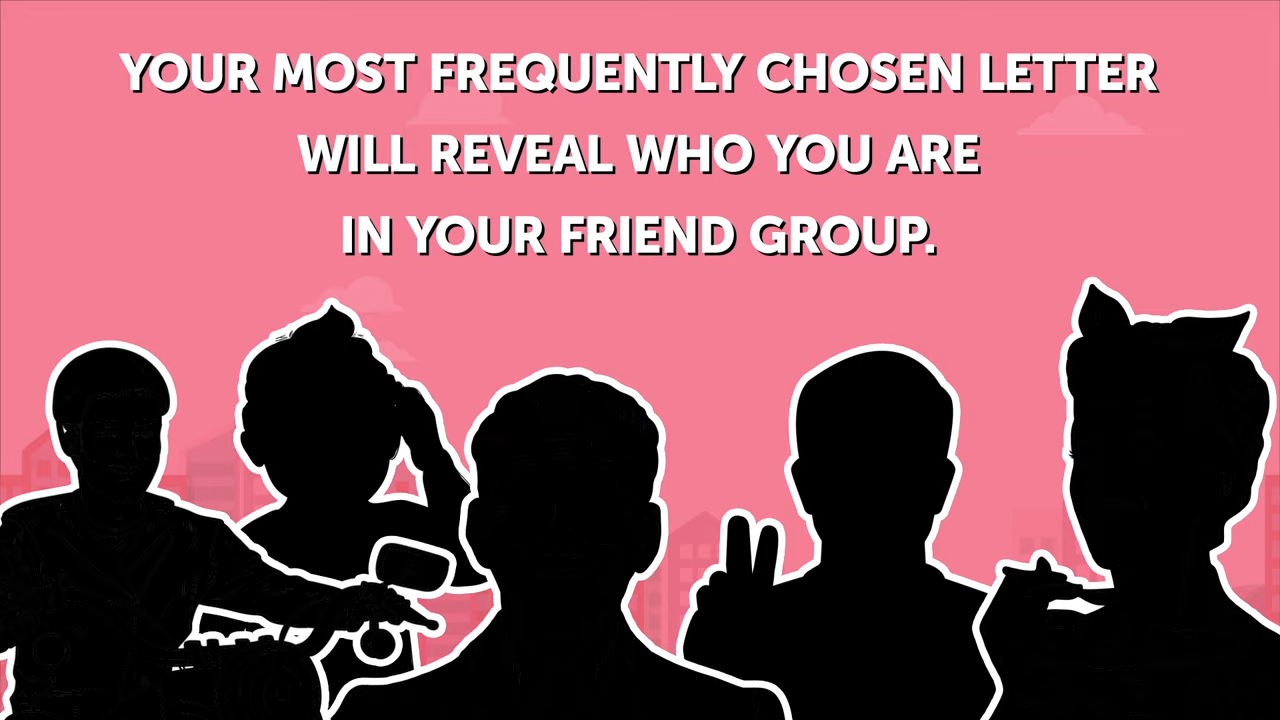 YOUR MOST FREQUENTLY CHOSEN LETTER
WILL REVEAL WHO YOU ARE
IN YOUR FRIEND GROUP.